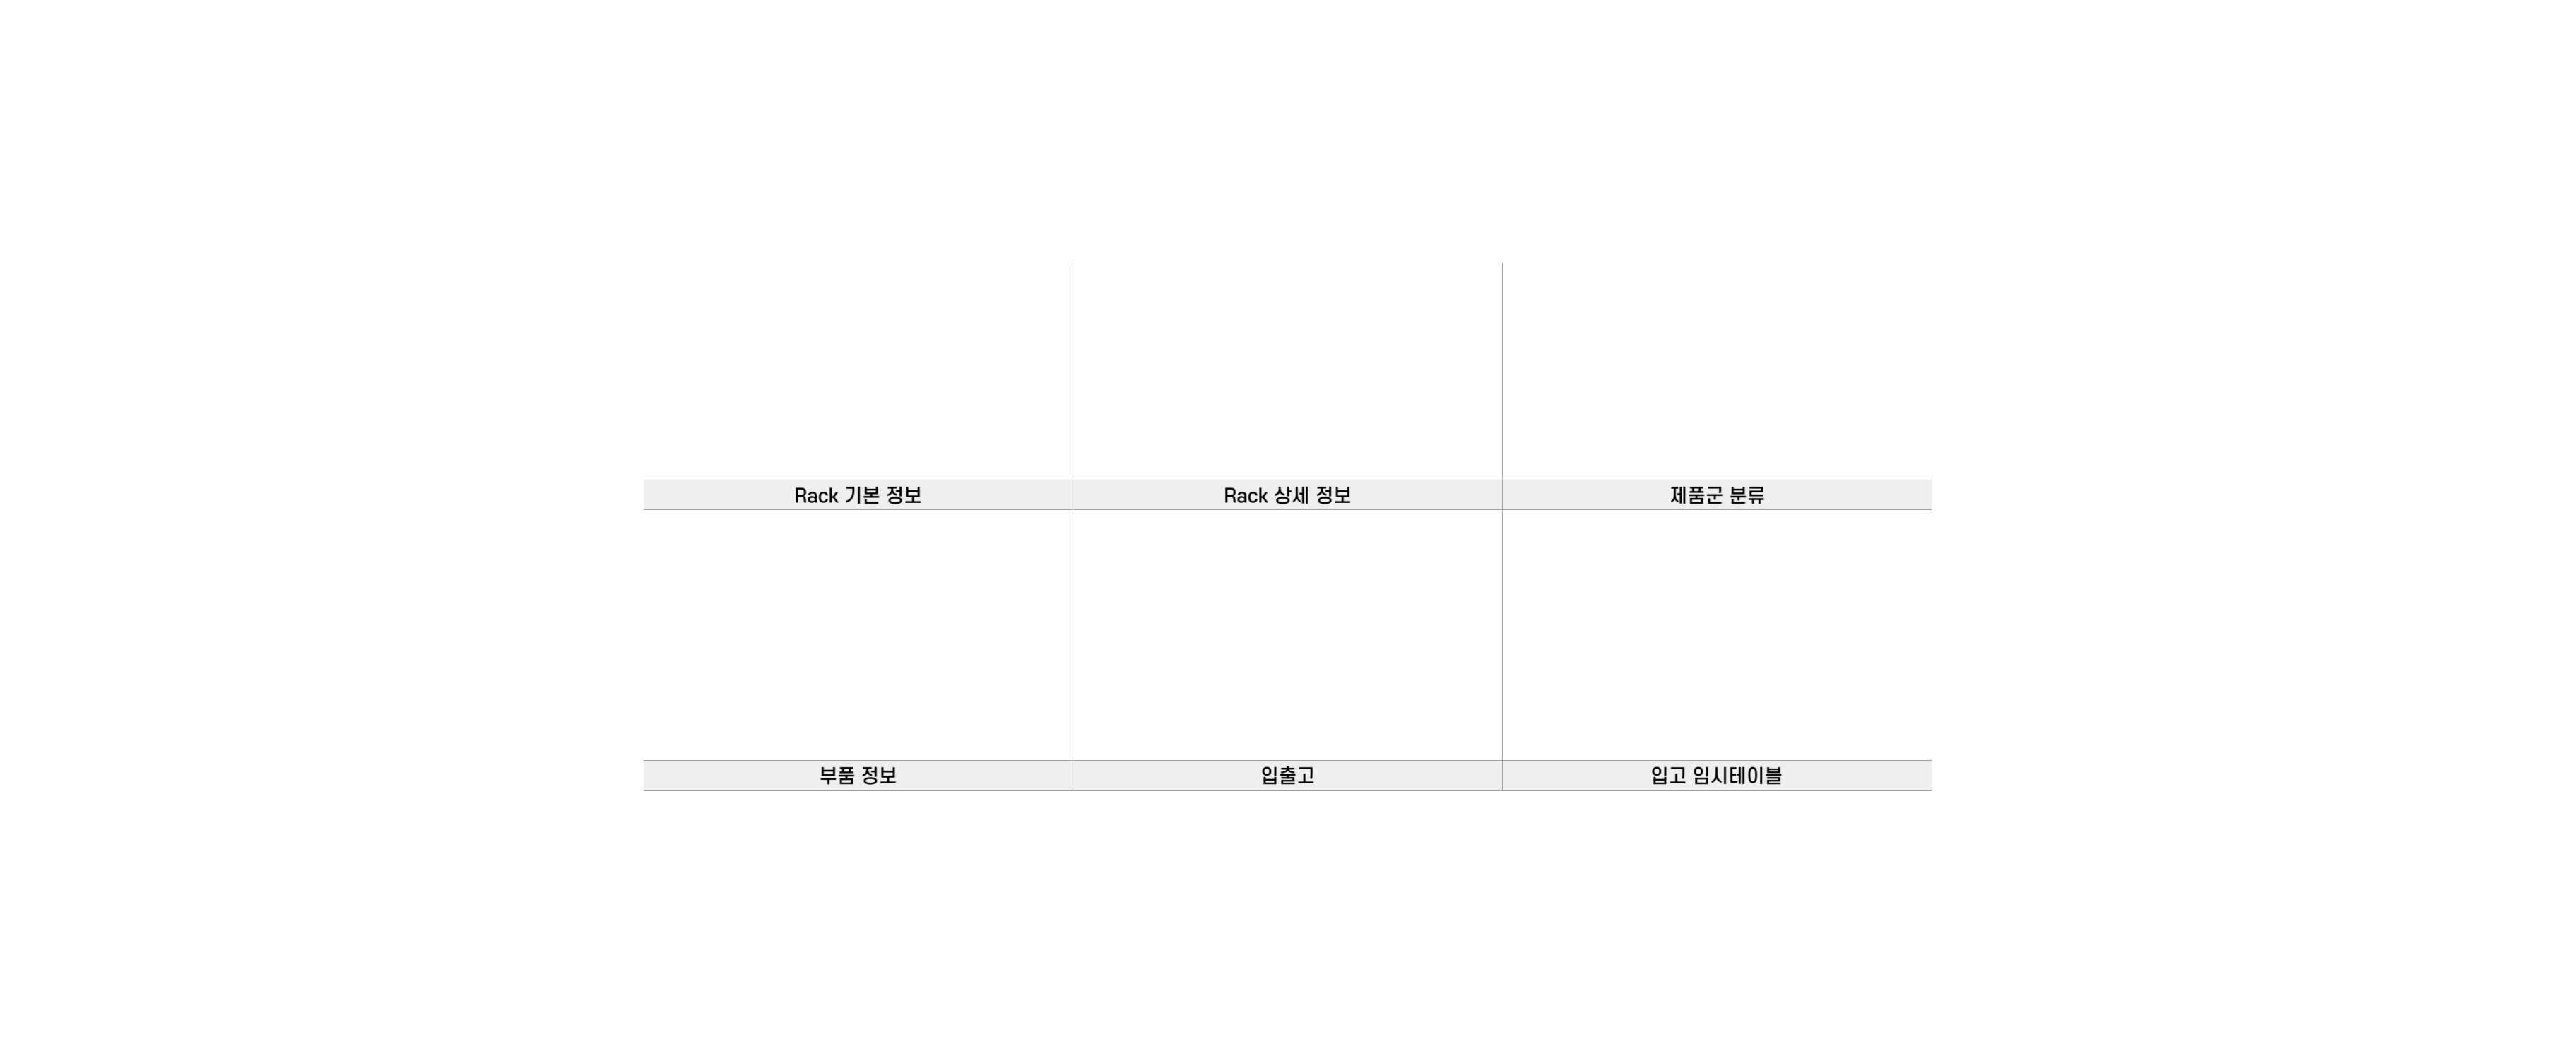 Rack 기본 정보
Rack 상세 정보
제품군 분류
부품 정보
입출고
입고 임시테이블